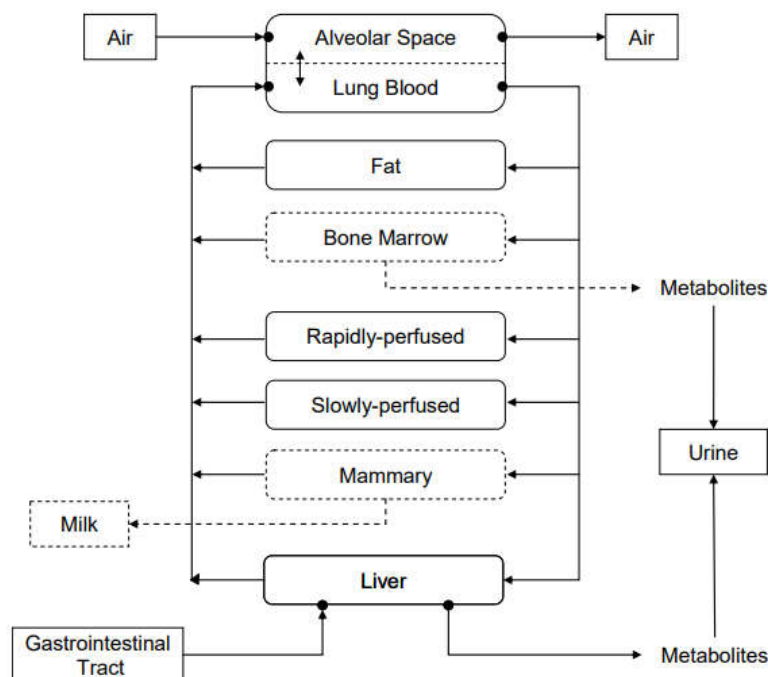 Air
Alveolar Space
Air
Lung Blood
Fat
Bone Marrow
Metabolites
Rapidly-perfused
Slowly-perfused
Urine
Mammary
Milk
Liver
Gastrointestinal
Tract
Metabolites